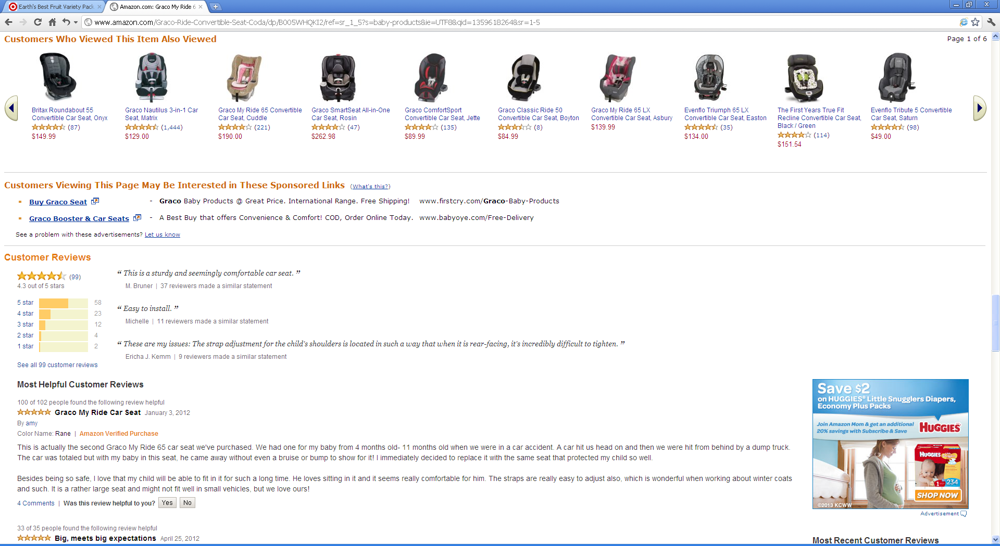 Earth's Best Fruit Variety Pack
Amazon.com: Graco My Ride 6
www.amazon.com/Graco-Ride-Convertible-Seat-Coda/dp/B005WHQKI2/ref=sr_1_5?s=baby-products&ie=UTF8&qid=1359618264&sr=1-5
Customers Who Viewed This Item Also Viewed
Page 1 of 6
Britax Roundabout 55
Convertible Car Seat, Onyx
(87)
$149.99
Graco Nautilus 3-in-1 Car
Seat, Matrix
(1,444)
$129.00
Graco My Ride 65 Convertible
Car Seat, Cuddle
(221)
$190.00
Graco SmartSeat All-in-One
Car Seat, Rosin
(47)
$262.98
Graco ComfortSport
Convertible Car Seat, Jette
(135)
$89.99
Graco Classic Ride 50
Convertible Car Seat, Boyton
(8)
$84.99
Graco My Ride 65 LX
Convertible Car Seat, Asbury
$139.99
Evenflo Triumph 65 LX
Convertible Car Seat, Easton
(35)
$134.00
The First Years True Fit
Recline Convertible Car Seat,
Black / Green
(114)
$151.54
Evenflo Tribute 5 Convertible
Car Seat, Saturn
(98)
$49.00
Customers Viewing This Page May Be Interested in These Sponsored Links (What's this?)
Buy Graco Seat - Graco Baby Products @ Great Price. International Range. Free Shipping! www.firstcry.com/Graco-Baby-Products
Graco Booster & Car Seats - A Best Buy that offers Convenience & Comfort! COD, Order Online Today. www.babyoye.com/Free-Delivery
See a problem with these advertisements? Let us know
Customer Reviews
(99)
4.3 out of 5 stars
5 star 58
4 star 23
3 star 12
2 star 4
1 star 2
See all 99 customer reviews
“ This is a sturdy and seemingly comfortable car seat. ”
M. Bruner | 37 reviewers made a similar statement
“ Easy to install. ”
Michelle | 11 reviewers made a similar statement
“ These are my issues: The strap adjustment for the child's shoulders is located in such a way that when it is rear-facing, it's incredibly difficult to tighten. ”
Ericha J. Kemm | 9 reviewers made a similar statement
Most Helpful Customer Reviews
100 of 102 people found the following review helpful
Graco My Ride Car Seat January 3, 2012
By amy
Color Name: Rane | Amazon Verified Purchase
This is actually the second Graco My Ride 65 car seat we've purchased. We had one for my baby from 4 months old- 11 months old when we were in a car accident. A car hit us head on and then we were hit from behind by a dump truck.
The car was totaled but with my baby in this seat, he came away without even a bruise or bump to show for it! I immediately decided to replace it with the same seat that protected my child so well.
Besides being so safe, I love that my child will be able to fit in it for such a long time. He loves sitting in it and it seems really comfortable for him. The straps are really easy to adjust also, which is wonderful when working about winter coats
and such. It is a rather large seat and might not fit well in small vehicles, but we love ours!
4 Comments | Was this review helpful to you? Yes No
33 of 35 people found the following review helpful
Big, meets big expectations April 25, 2012
Save $2
on HUGGIES® Little Snugglers Diapers,
Economy Plus Packs
Join Amazon Mom & get an additional
20% savings with Subscribe & Save
HUGGIES
HUGGIES
1
234
SHOP NOW
©2013 KCWW
Advertisement
Most Recent Customer Reviews